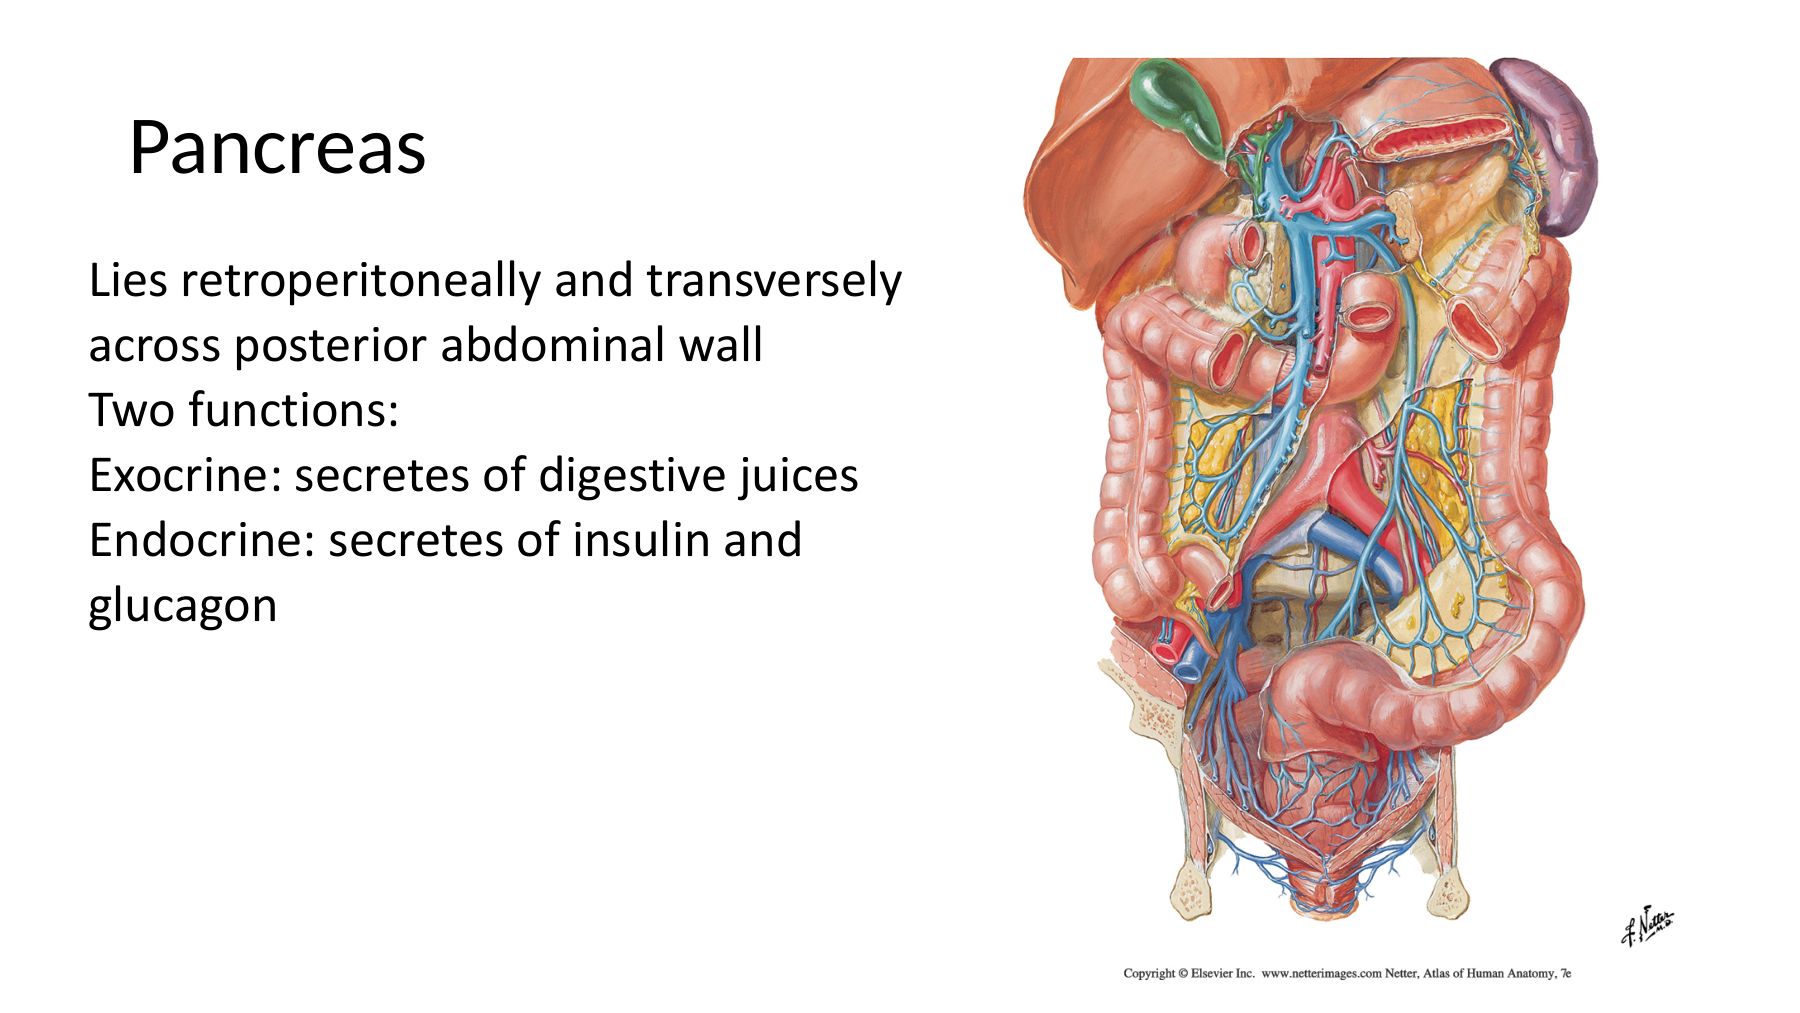 Pancreas
Lies retroperitoneally and transversely
across posterior abdominal wall
Two functions:
Exocrine: secretes of digestive juices
Endocrine: secretes of insulin and
glucagon
F. Netter
M.D.
Copyright © Elsevier Inc. www.netterimages.com Netter, Atlas of Human Anatomy, 7e